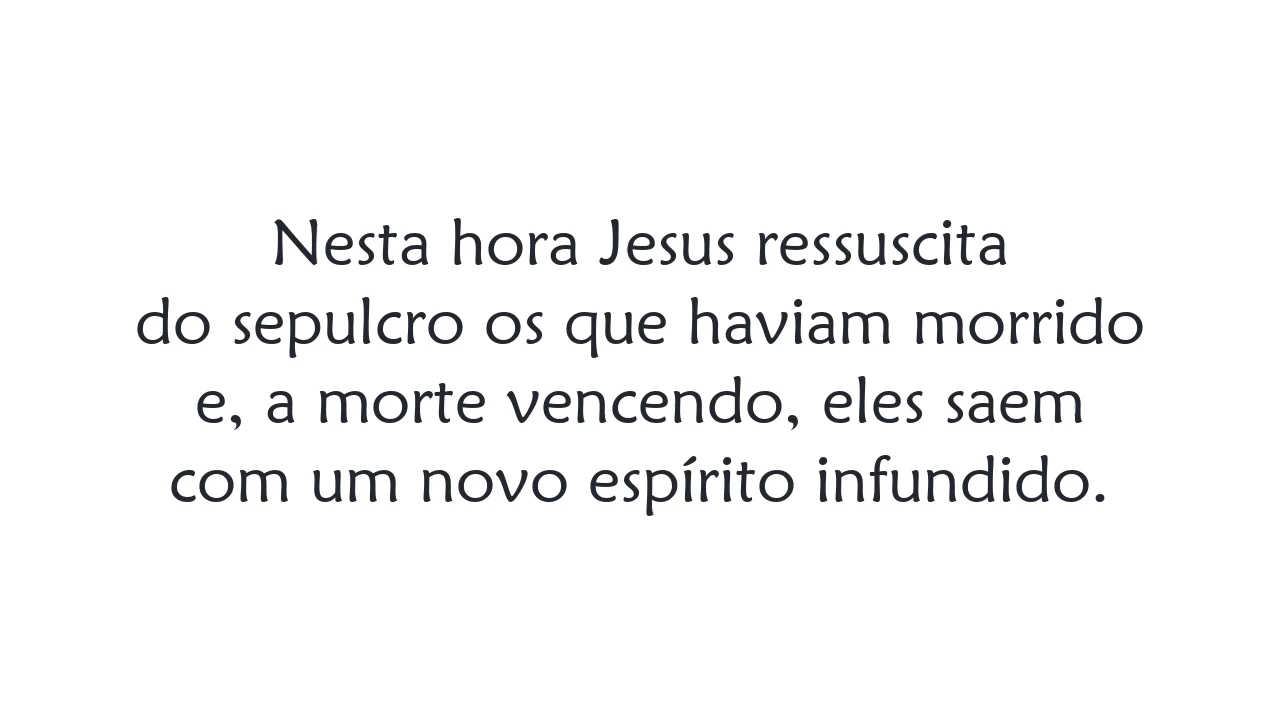 Nesta hora Jesus ressuscita
do sepulcro os que haviam morrido
e, a morte vencendo, eles saem
com um novo espírito infundido.